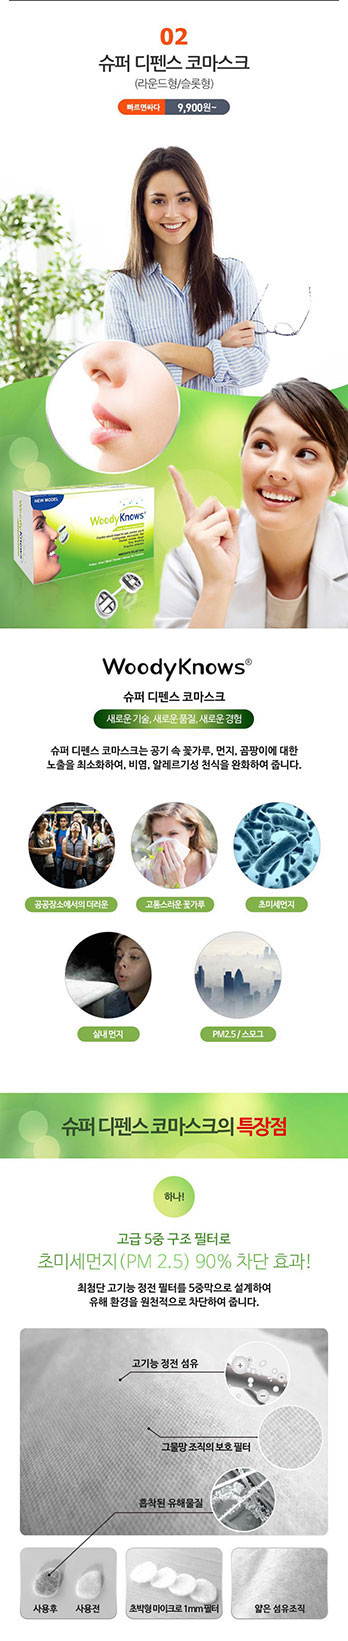 02
슈퍼 디펜스 코마스크
(라운드형/슬롯형)
빠르면싸다 9,900원~
NEW MODEL
WoodyKnows®
WoodyKnows®
슈퍼 디펜스 코마스크
새로운 기술, 새로운 품질, 새로운 경험
슈퍼 디펜스 코마스크는 공기 속 꽃가루, 먼지, 곰팡이에 대한
노출을 최소화하여, 비염, 알레르기성 천식을 완화하여 줍니다.
공공장소에서의 더러운 고통스러운 꽃가루 초미세먼지
실내 먼지 PM2.5 / 스모그
슈퍼 디펜스 코마스크의 특장점
하나!
고급 5중 구조 필터로
초미세먼지(PM 2.5) 90% 차단 효과!
최첨단 고기능 정전 필터를 5중막으로 설계하여
유해 환경을 원천적으로 차단하여 줍니다.
고기능 정전 섬유
그물망 조직의 보호 필터
흡착된 유해물질
사용후 사용전 초박형 마이크로 1mm 필터 얇은 섬유조직